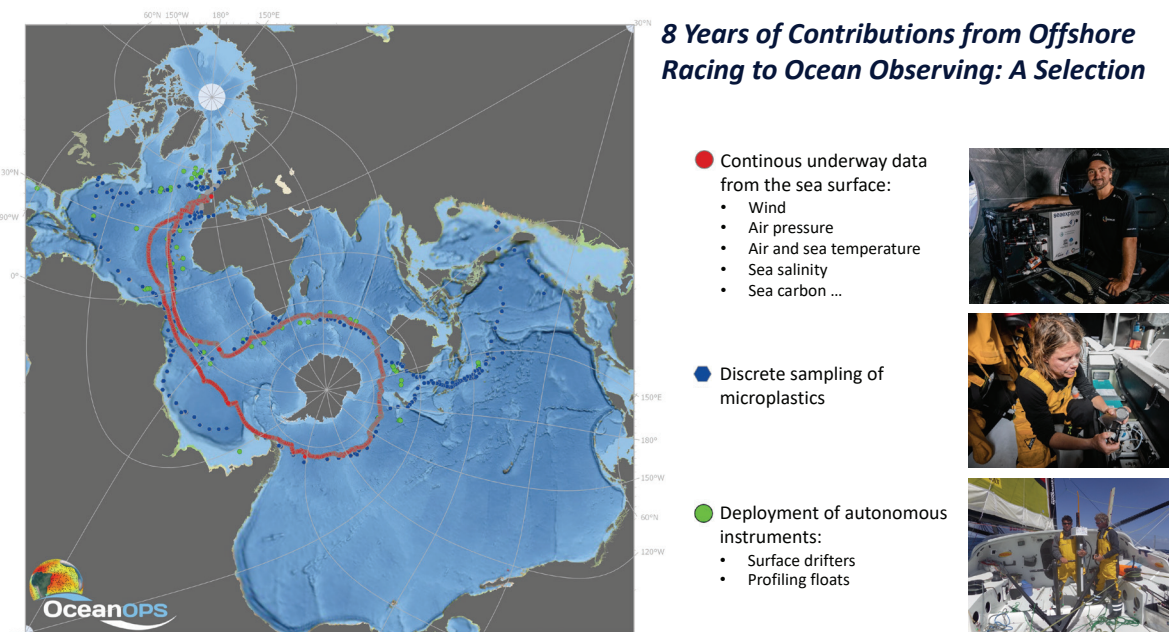 60°N 150°W 180° 150°E
30°N
8 Years of Contributions from Offshore
Racing to Ocean Observing: A Selection
30°N
90°W
0°
Continous underway data
from the sea surface:
• Wind
• Air pressure
• Air and sea temperature
• Sea salinity
• Sea carbon ...
Discrete sampling of
microplastics
150°E
180°
150°W
60°N
120°W
Deployment of autonomous
instruments:
• Surface drifters
• Profiling floats
OceanOPS